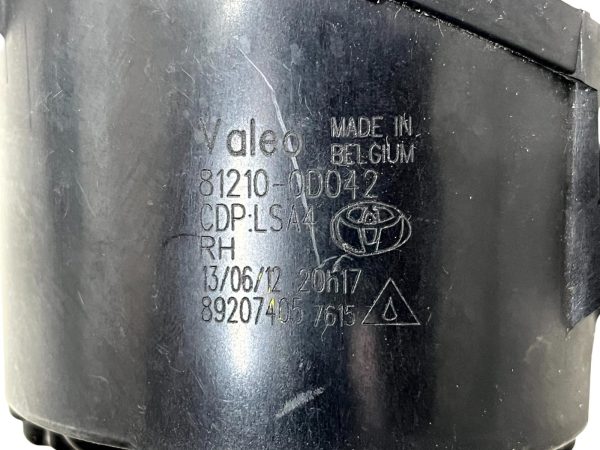 Valeo MADE IN
BELGIUM
81210-0D042
CDP:LSA4
RH
13/06/12 20h17
89207405 7615